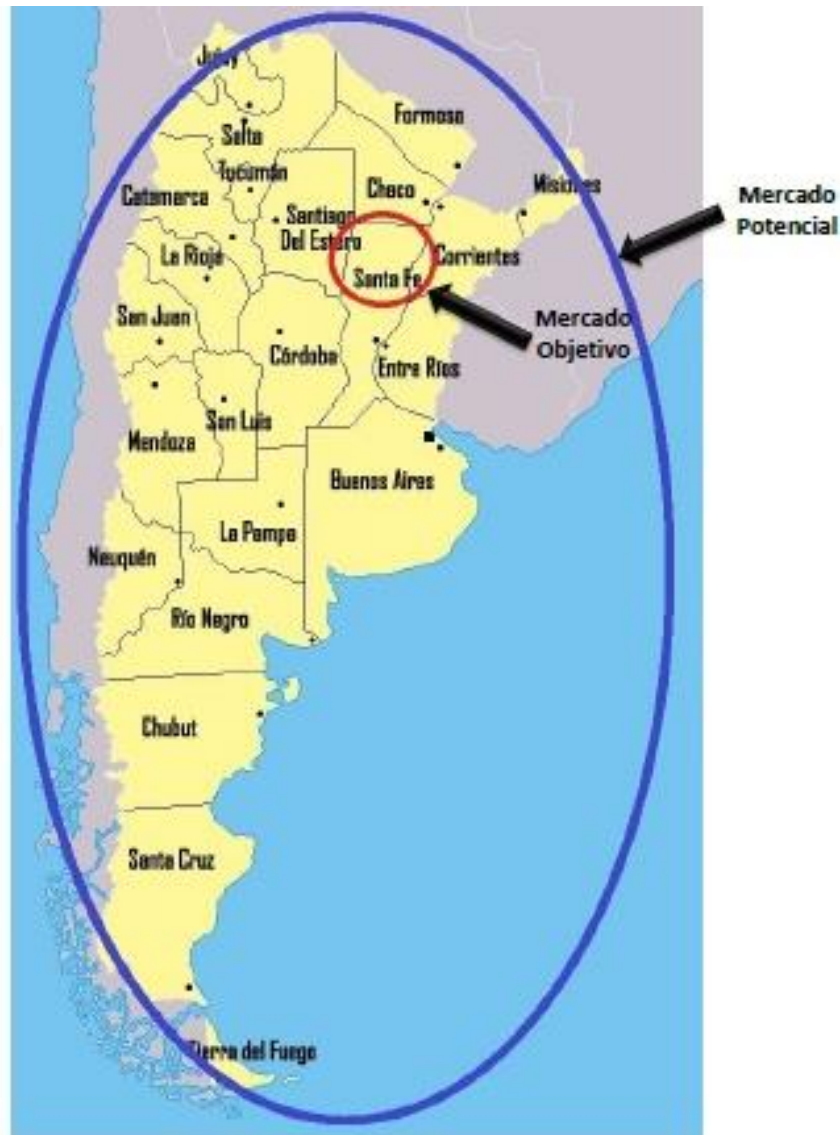 Jujuy
Formosa
Salta
Tucumán
Misiones
Catamarca
Chaco
Mercado
Potencial
Santiago
Del Estero
La Rioja
Corrientes
Santa Fe
San Juan
Mercado
Objetivo
Córdoba
Entre Ríos
San Luis
Mendoza
Buenos Aires
La Pampa
Neuquén
Río Negro
Chubut
Santa Cruz
Tierra del Fuego